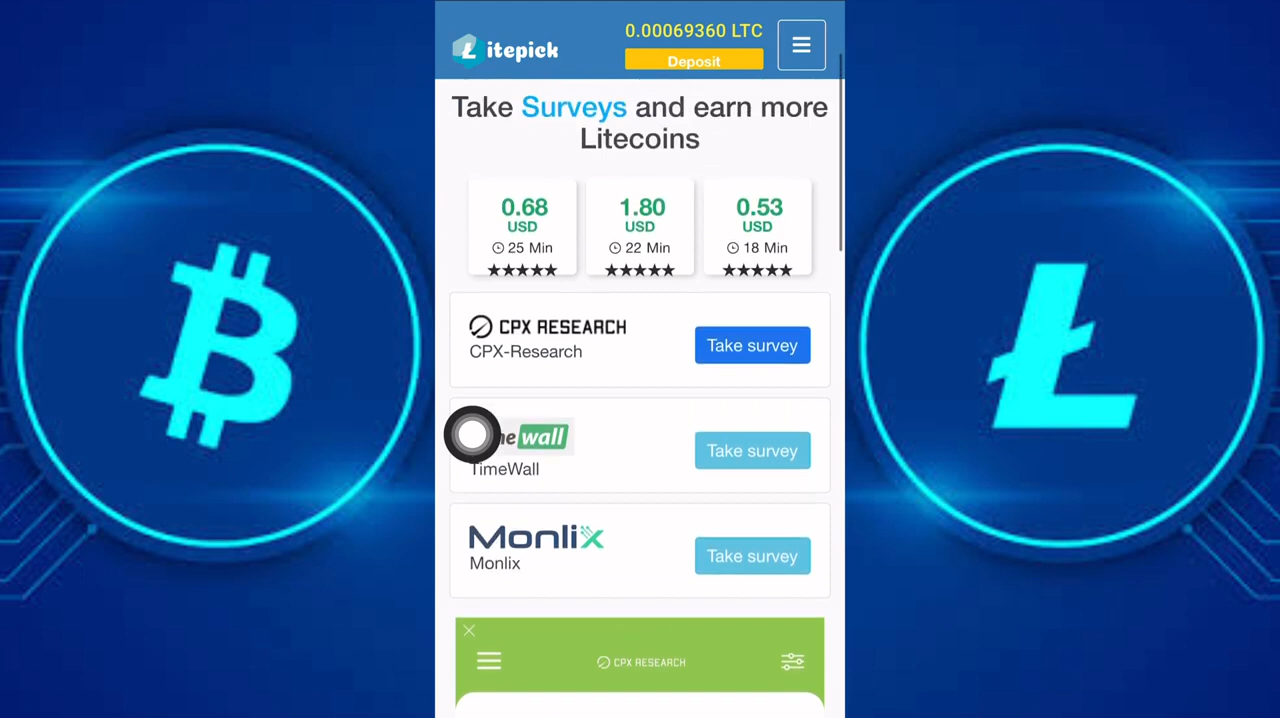 itepick
0.00069360 LTC
Deposit
Take Surveys and earn more
Litecoins
0.68
USD
25 Min
1.80
USD
22 Min
0.53
USD
18 Min
CPX RESEARCH
CPX-Research
Take survey
wall
TimeWall
Take survey
Monlix
Monlix
Take survey
CPX RESEARCH